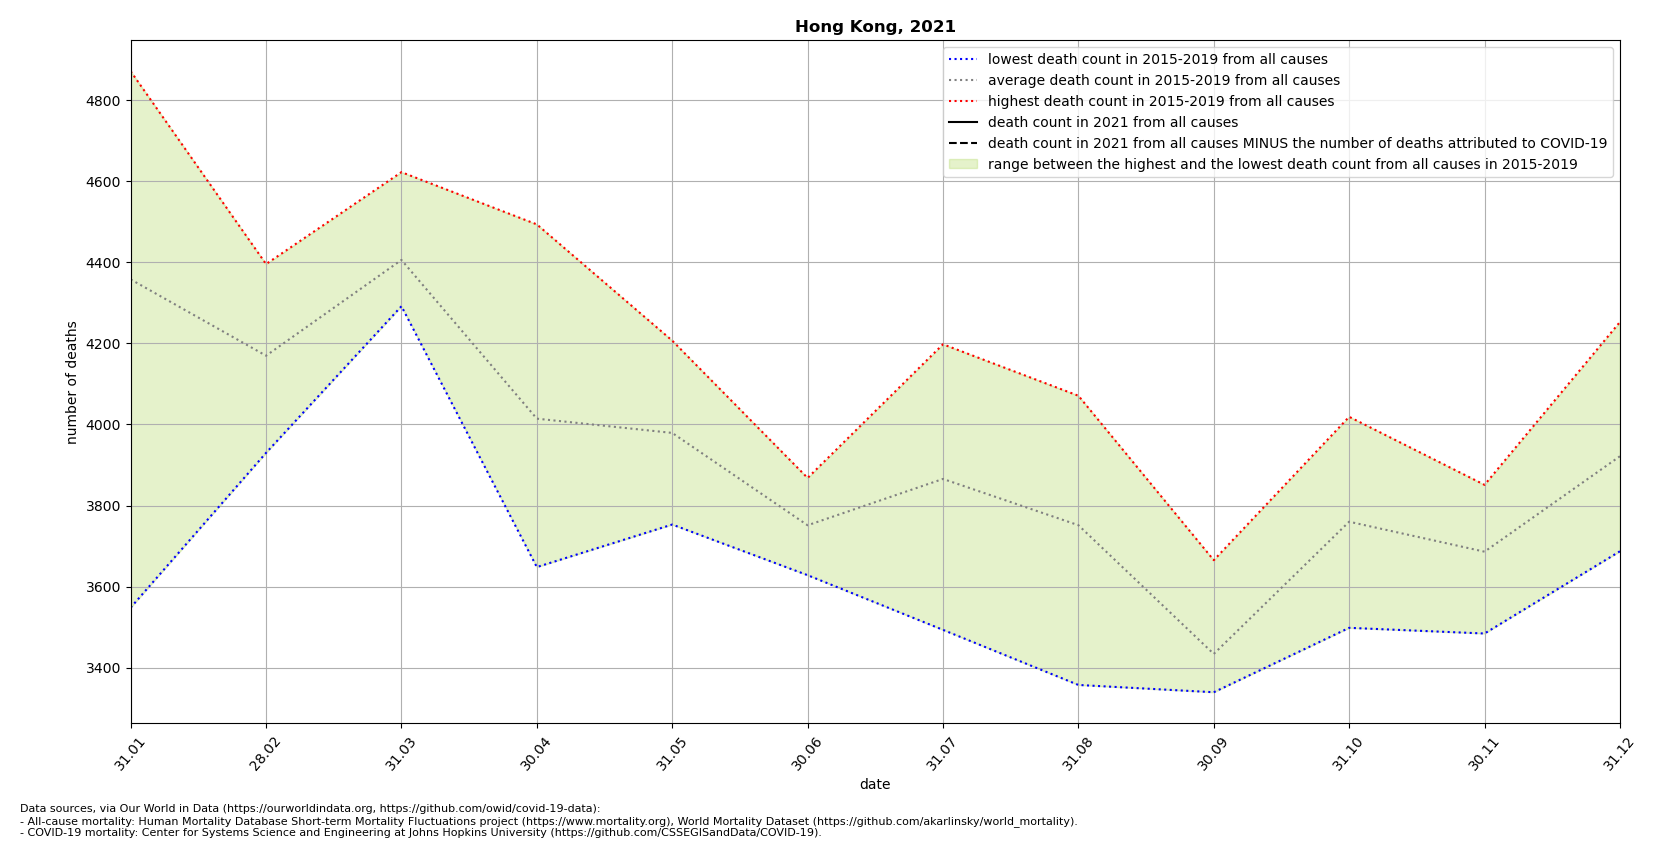 Hong Kong, 2021
lowest death count in 2015-2019 from all causes
average death count in 2015-2019 from all causes
highest death count in 2015-2019 from all causes
death count in 2021 from all causes
death count in 2021 from all causes MINUS the number of deaths attributed to COVID-19
range between the highest and the lowest death count from all causes in 2015-2019
number of deaths
4800
4600
4400
4200
4000
3800
3600
3400
31.01
28.02
31.03
30.04
31.05
30.06
31.07
31.08
30.09
31.10
30.11
31.12
date
Data sources, via Our World in Data (https://ourworldindata.org, https://github.com/owid/covid-19-data):
- All-cause mortality: Human Mortality Database Short-term Mortality Fluctuations project (https://www.mortality.org), World Mortality Dataset (https://github.com/akarlinsky/world_mortality).
- COVID-19 mortality: Center for Systems Science and Engineering at Johns Hopkins University (https://github.com/CSSEGISandData/COVID-19).